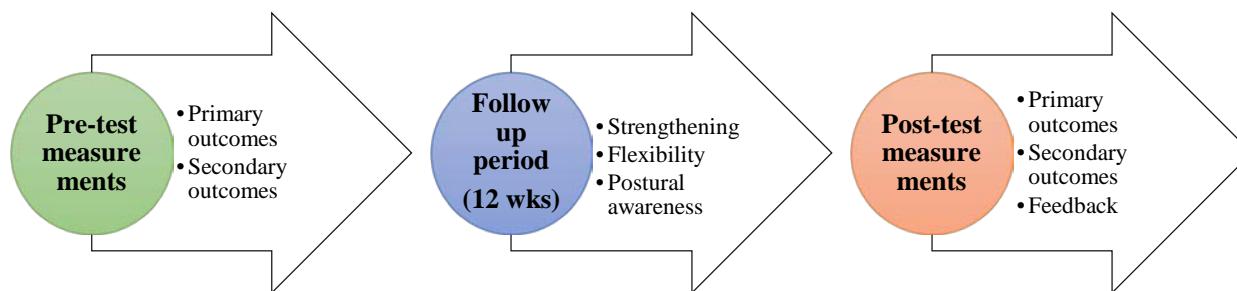 Pre-test
measure
ments
• Primary
outcomes
• Secondary
outcomes
Follow
up
period
(12 wks)
• Strengthening
• Flexibility
• Postural
awareness
Post-test
measure
ments
• Primary
outcomes
• Secondary
outcomes
• Feedback